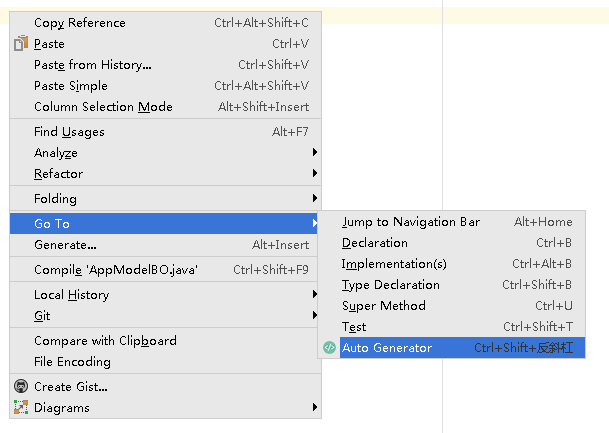 Copy Reference Ctrl+Alt+Shift+C
Paste Ctrl+V
Paste from History... Ctrl+Shift+V
Paste Simple Ctrl+Alt+Shift+V
Column Selection Mode Alt+Shift+Insert
Find Usages Alt+F7
Analyze
Refactor
Folding
Go To
Generate... Alt+Insert
Compile 'AppModelBO.java' Ctrl+Shift+F9
Local History
Git
Compare with Clipboard
File Encoding
Create Gist...
Diagrams
Jump to Navigation Bar Alt+Home
Declaration Ctrl+B
Implementation(s) Ctrl+Alt+B
Type Declaration Ctrl+Shift+B
Super Method Ctrl+U
Test Ctrl+Shift+T
Auto Generator Ctrl+Shift+反斜杠